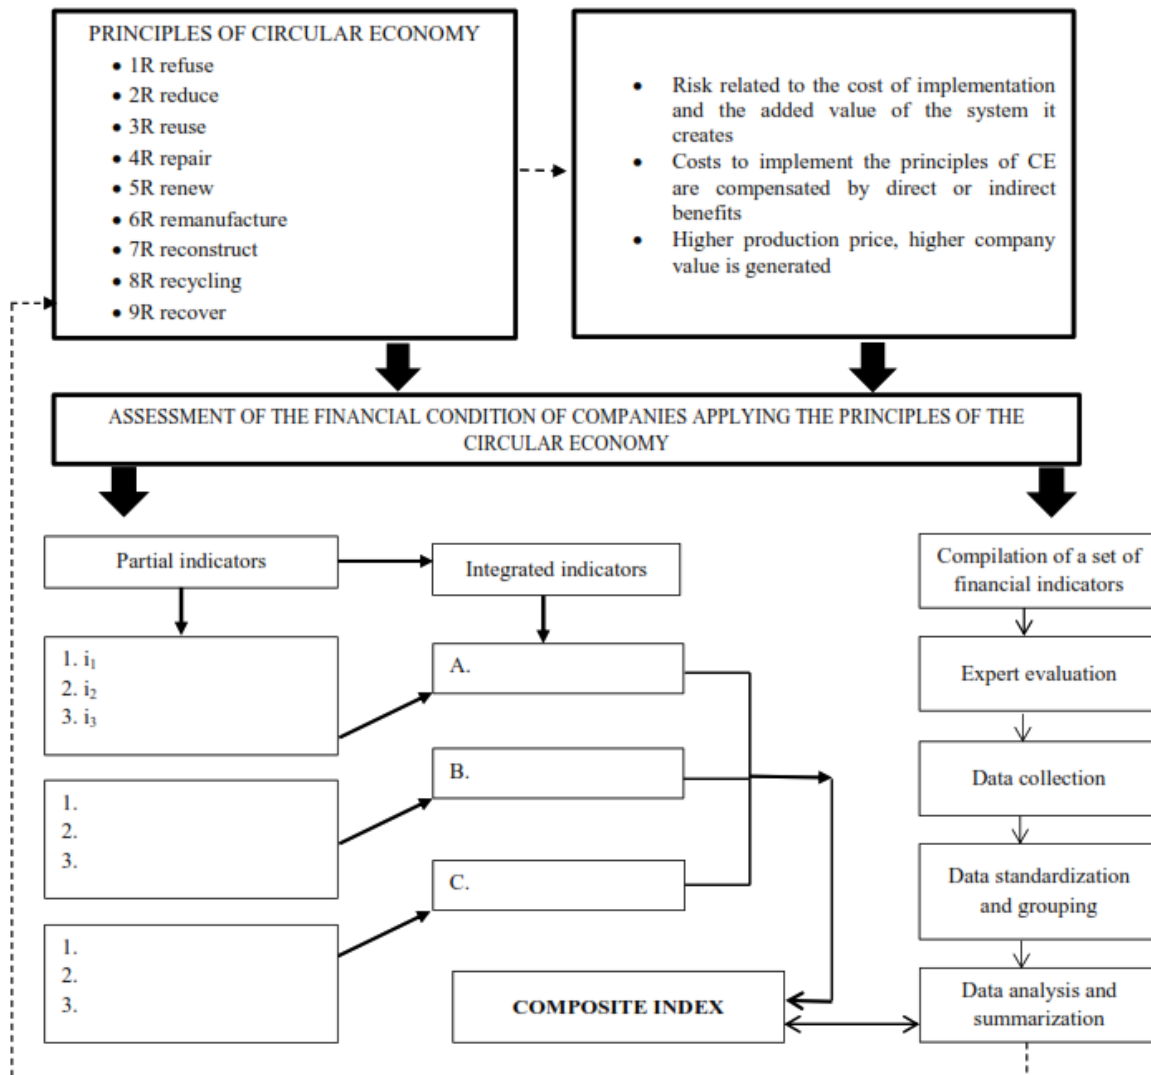 PRINCIPLES OF CIRCULAR ECONOMY
• 1R refuse
• 2R reduce
• 3R reuse
• 4R repair
• 5R renew
• 6R remanufacture
• 7R reconstruct
• 8R recycling
• 9R recover
• Risk related to the cost of implementation
and the added value of the system it
creates
• Costs to implement the principles of CE
are compensated by direct or indirect
benefits
• Higher production price, higher company
value is generated
ASSESSMENT OF THE FINANCIAL CONDITION OF COMPANIES APPLYING THE PRINCIPLES OF THE
CIRCULAR ECONOMY
Partial indicators
Integrated indicators
Compilation of a set of
financial indicators
1. i₁
2. i₂
3. i₃
A.
Expert evaluation
1.
2.
3.
B.
Data collection
C.
Data standardization
and grouping
1.
2.
3.
COMPOSITE INDEX
Data analysis and
summarization